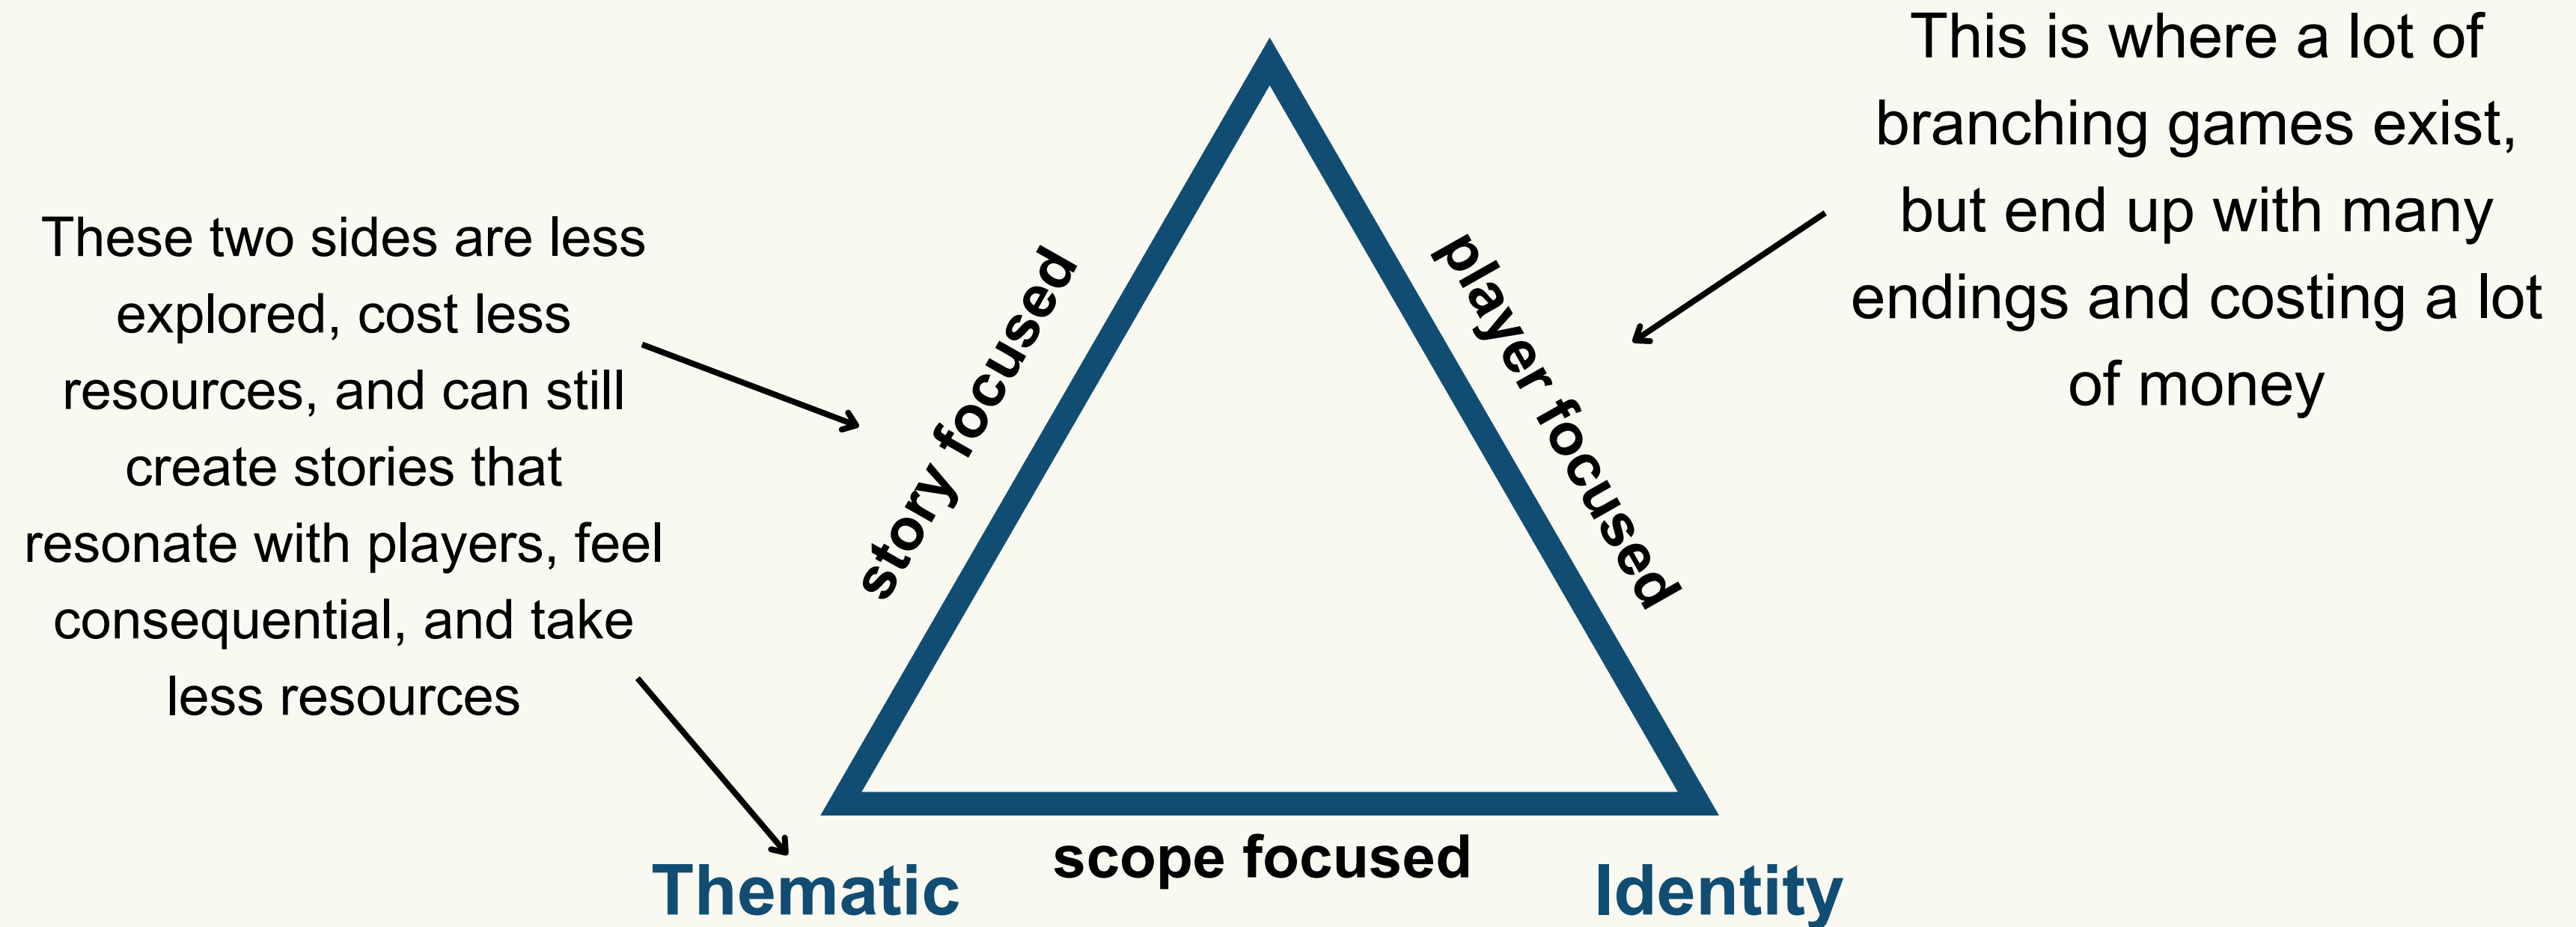 This is where a lot of
branching games exist,
but end up with many
endings and costing a lot
of money
These two sides are less
explored, cost less
resources, and can still
create stories that
resonate with players, feel
consequential, and take
less resources
story focused
player focused
scope focused
Thematic
Identity